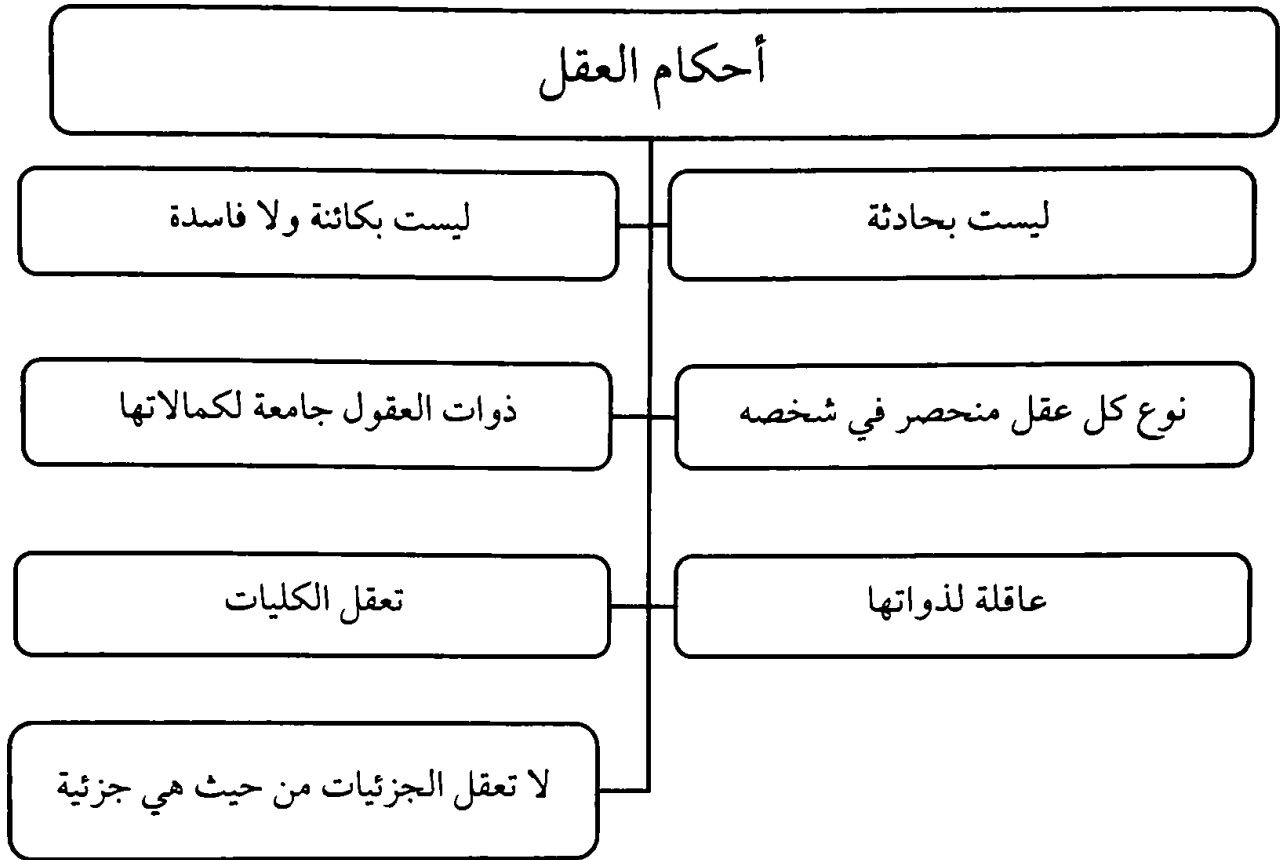 أحكام العقل
ليست بحادثة
ليست بكائنة ولا فاسدة
نوع كل عقل منحصر في شخصه
ذوات العقول جامعة لكمالاتها
عاقلة لذواتها
تعقل الكليات
لا تعقل الجزئيات من حيث هي جزئية